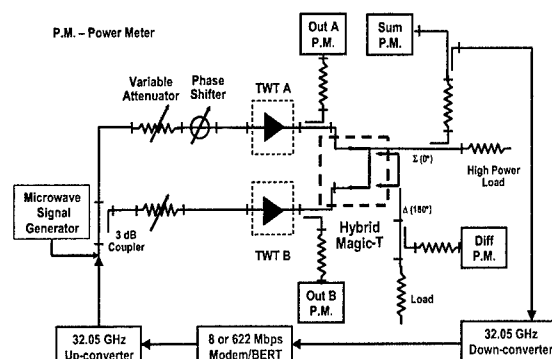 P.M. – Power Meter
Out A
P.M.
Sum
P.M.
Variable
Attenuator
Phase
Shifter
TWT A
Σ (0°)
High Power
Load
Microwave
Signal
Generator
3 dB
Coupler
TWT B
Hybrid
Magic-T
Δ (180°)
Out B
P.M.
Diff
P.M.
Load
32.05 GHz
Up-converter
8 or 622 Mbps
Modem/BERT
32.05 GHz
Down-converter